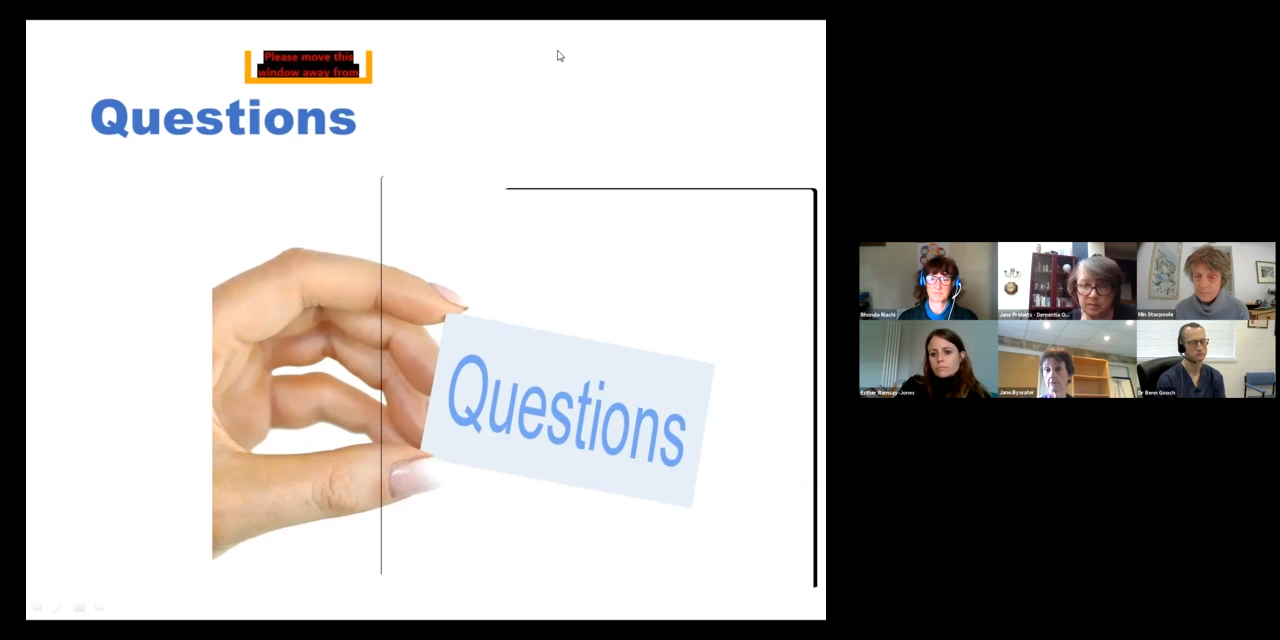 Please move this
window away from
Questions
Questions
Rhonda Riachi
Jane Probets - Dementia O...
Min Stacpoole
Esther Ramsay-Jones
Jane.Bywater
Dr Benn Gooch